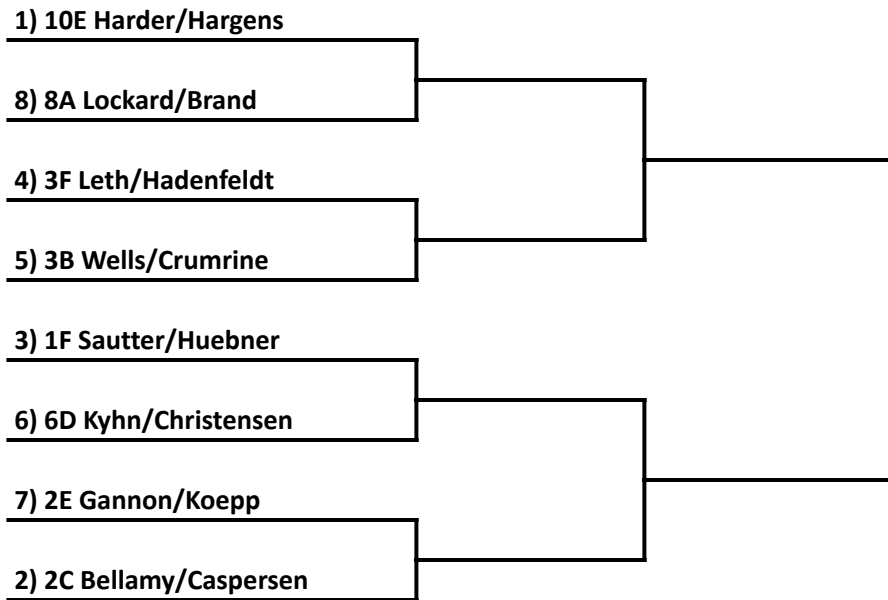 1) 10E Harder/Hargens
8) 8A Lockard/Brand
4) 3F Leth/Hadenfeldt
5) 3B Wells/Crumrine
3) 1F Sautter/Huebner
6) 6D Kyhn/Christensen
7) 2E Gannon/Koepp
2) 2C Bellamy/Caspersen